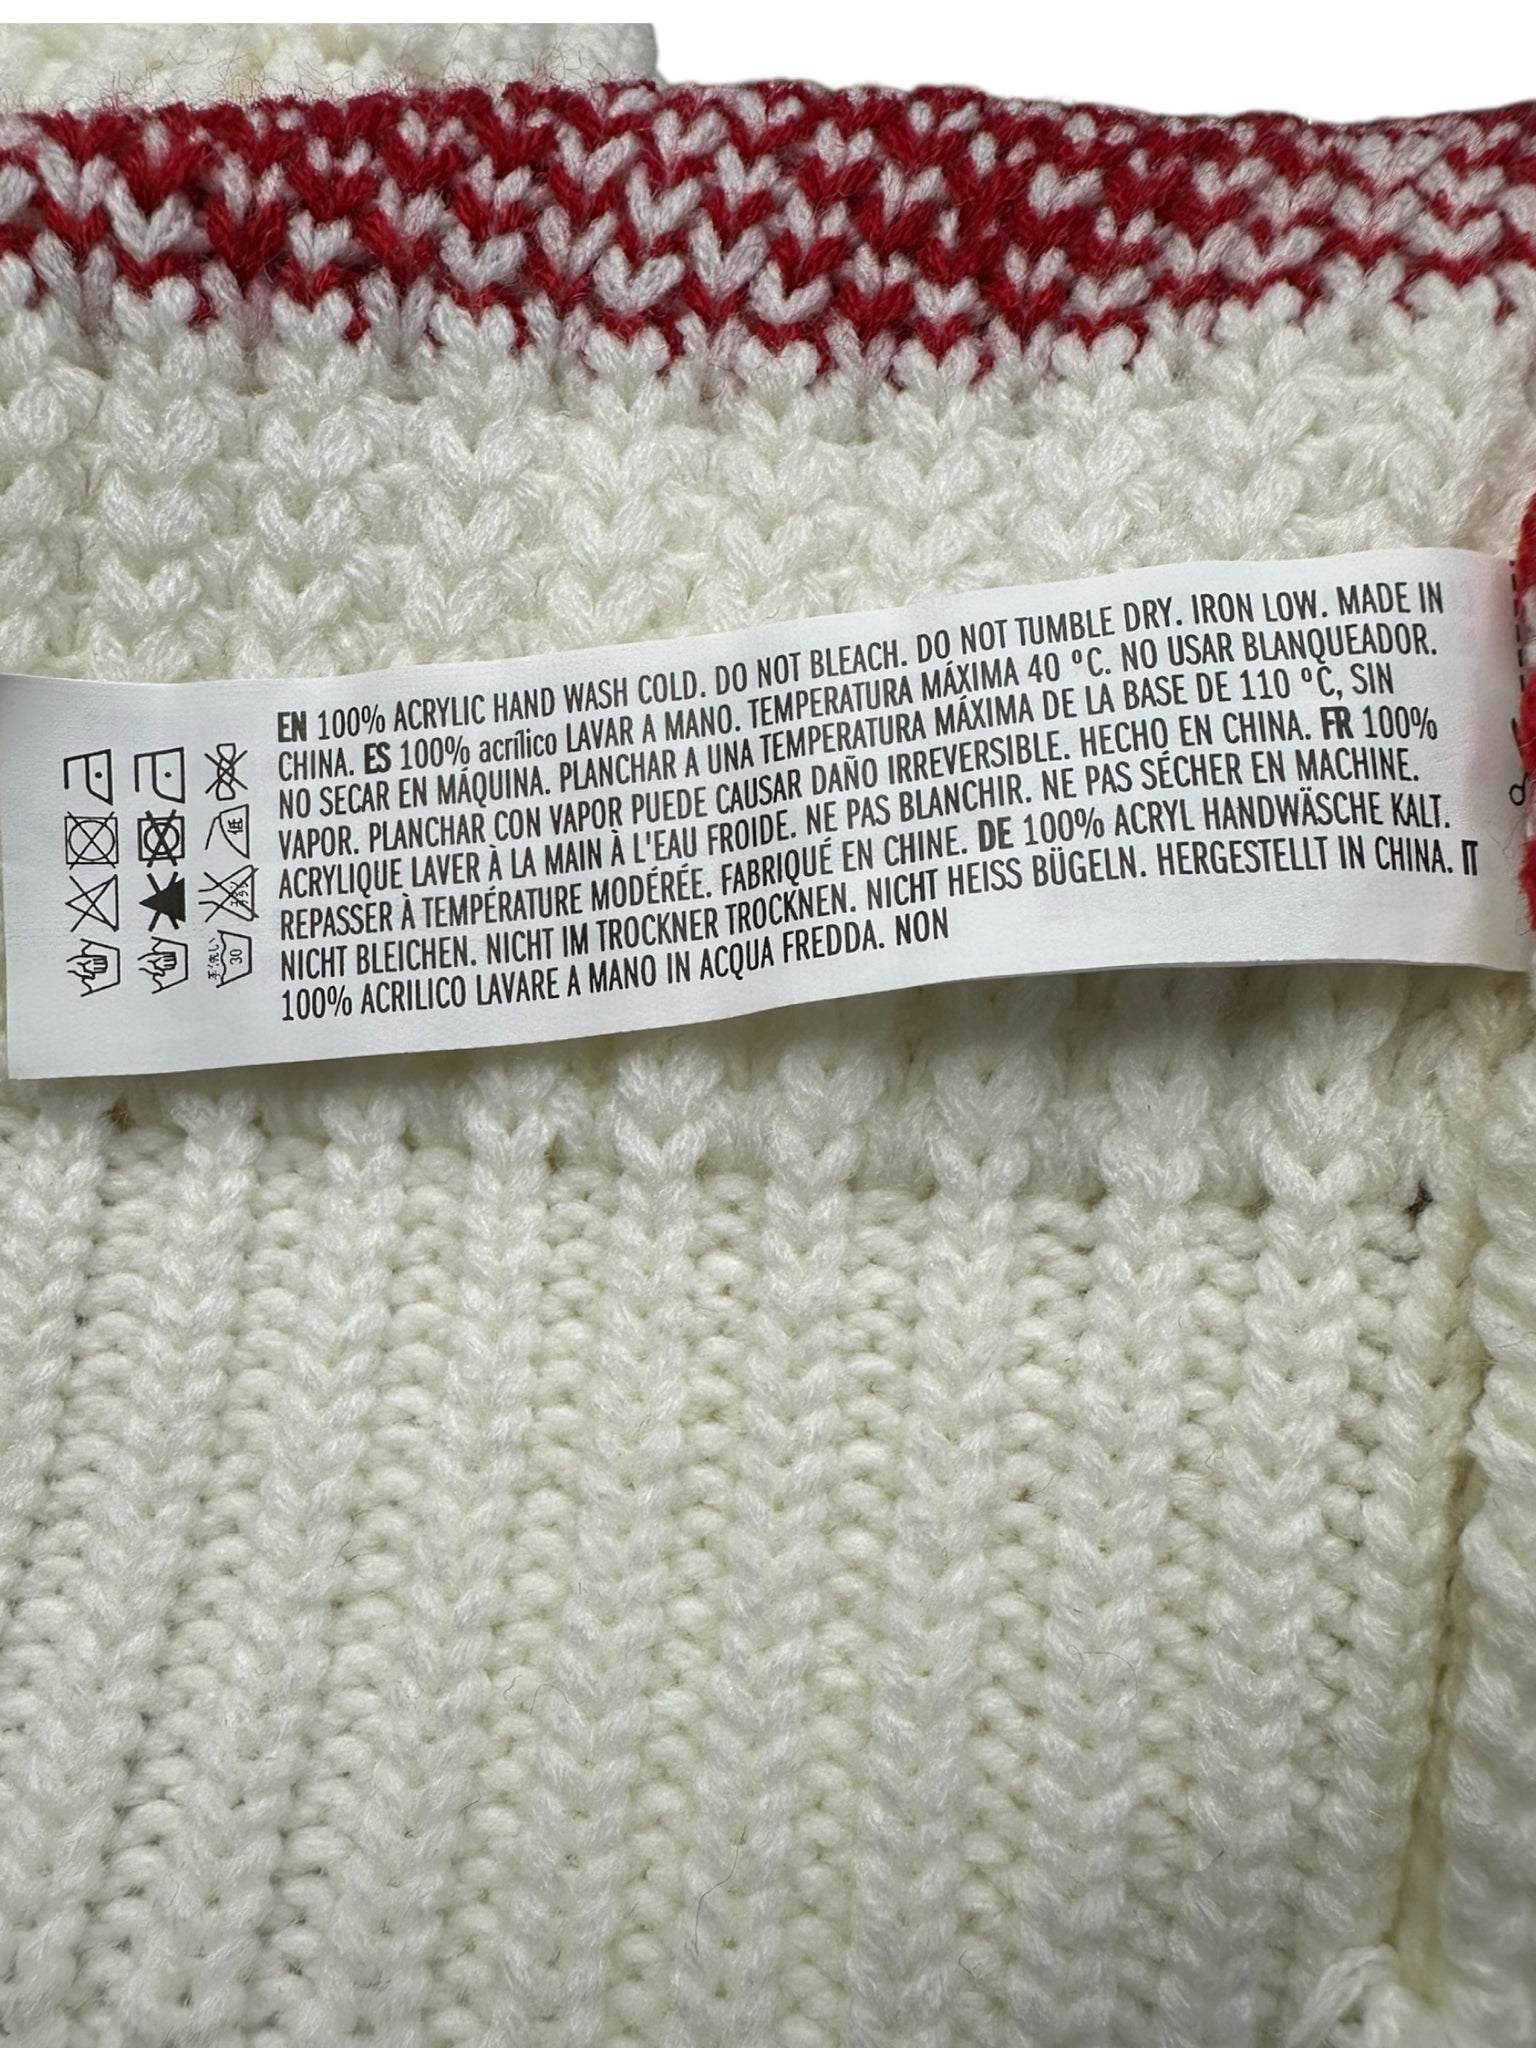 EN 100% ACRYLIC HAND WASH COLD. DO NOT BLEACH. DO NOT TUMBLE DRY. IRON LOW. MADE IN
CHINA. ES 100% acrílico LAVAR A MANO. TEMPERATURA MÁXIMA 40 °C. NO USAR BLANQUEADOR.
NO SECAR EN MÁQUINA. PLANCHAR A UNA TEMPERATURA MÁXIMA DE LA BASE DE 110 °C, SIN
VAPOR. PLANCHAR CON VAPOR PUEDE CAUSAR DAÑO IRREVERSIBLE. HECHO EN CHINA. FR 100%
ACRYLIQUE LAVER À LA MAIN À L'EAU FROIDE. NE PAS BLANCHIR. NE PAS SÉCHER EN MACHINE.
REPASSER À TEMPÉRATURE MODÉRÉE. FABRIQUÉ EN CHINE. DE 100% ACRYL HANDWÄSCHE KALT.
NICHT BLEICHEN. NICHT IM TROCKNER TROCKNEN. NICHT HEISS BÜGELN. HERGESTELLT IN CHINA. IT
100% ACRILICO LAVARE A MANO IN ACQUA FREDDA. NON
低
手洗い
30